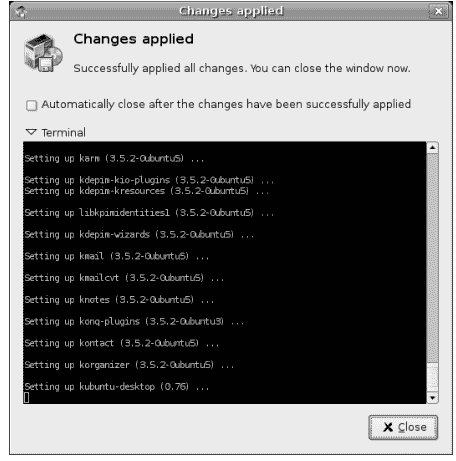 Changes applied
Changes applied
Successfully applied all changes. You can close the window now.
Automatically close after the changes have been successfully applied
Terminal
Setting up karm (3.5.2-0ubuntu5) ...
Setting up kdepim-kio-plugins (3.5.2-0ubuntu5) ...
Setting up kdepim-kresources (3.5.2-0ubuntu5) ...
Setting up libkpimidentities1 (3.5.2-0ubuntu5) ...
Setting up kdepim-wizards (3.5.2-0ubuntu5) ...
Setting up kmail (3.5.2-0ubuntu5) ...
Setting up kmailcvt (3.5.2-0ubuntu5) ...
Setting up knotes (3.5.2-0ubuntu5) ...
Setting up konq-plugins (3.5.2-0ubuntu3) ...
Setting up kontact (3.5.2-0ubuntu5) ...
Setting up korganizer (3.5.2-0ubuntu5) ...
Setting up kubuntu-desktop (0.76) ...
Close